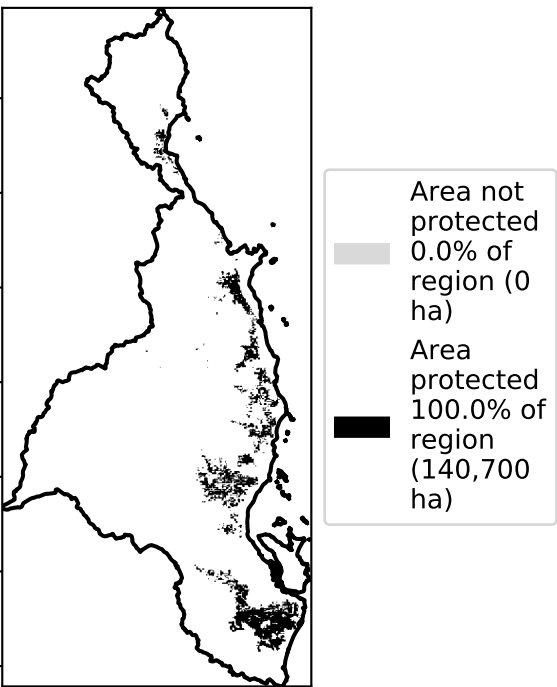 Area not
protected
0.0% of
region (0
ha)
Area
protected
100.0% of
region
(140,700
ha)